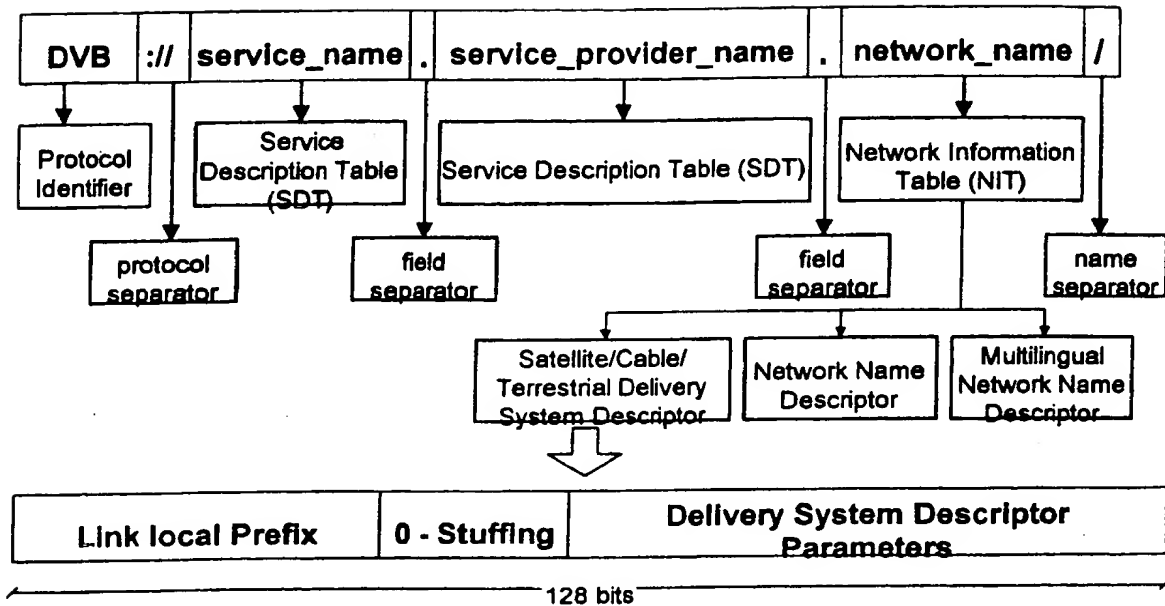 DVB :// service_name . service_provider_name . network_name /
Protocol
Identifier
Service
Description Table
(SDT)
Service Description Table (SDT)
Network Information
Table (NIT)
protocol
separator
field
separator
field
separator
name
separator
Satellite/Cable/
Terrestrial Delivery
System Descriptor
Network Name
Descriptor
Multilingual
Network Name
Descriptor
Link local Prefix
0 - Stuffing
Delivery System Descriptor
Parameters
128 bits